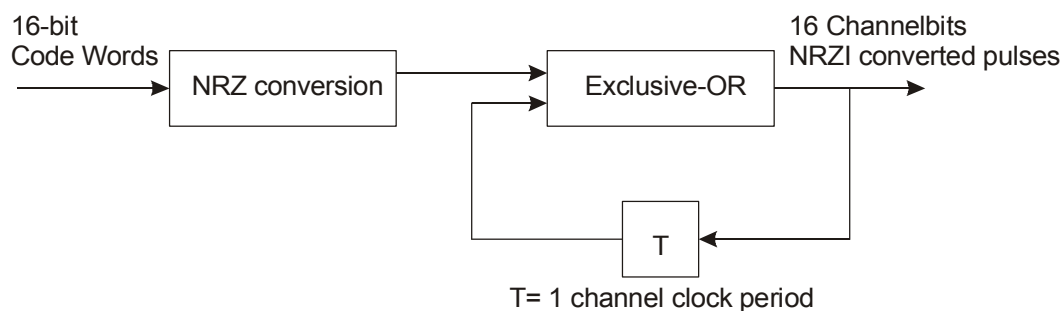 16-bit
Code Words
NRZ conversion
Exclusive-OR
16 Channelbits
NRZI converted pulses
T
T= 1 channel clock period